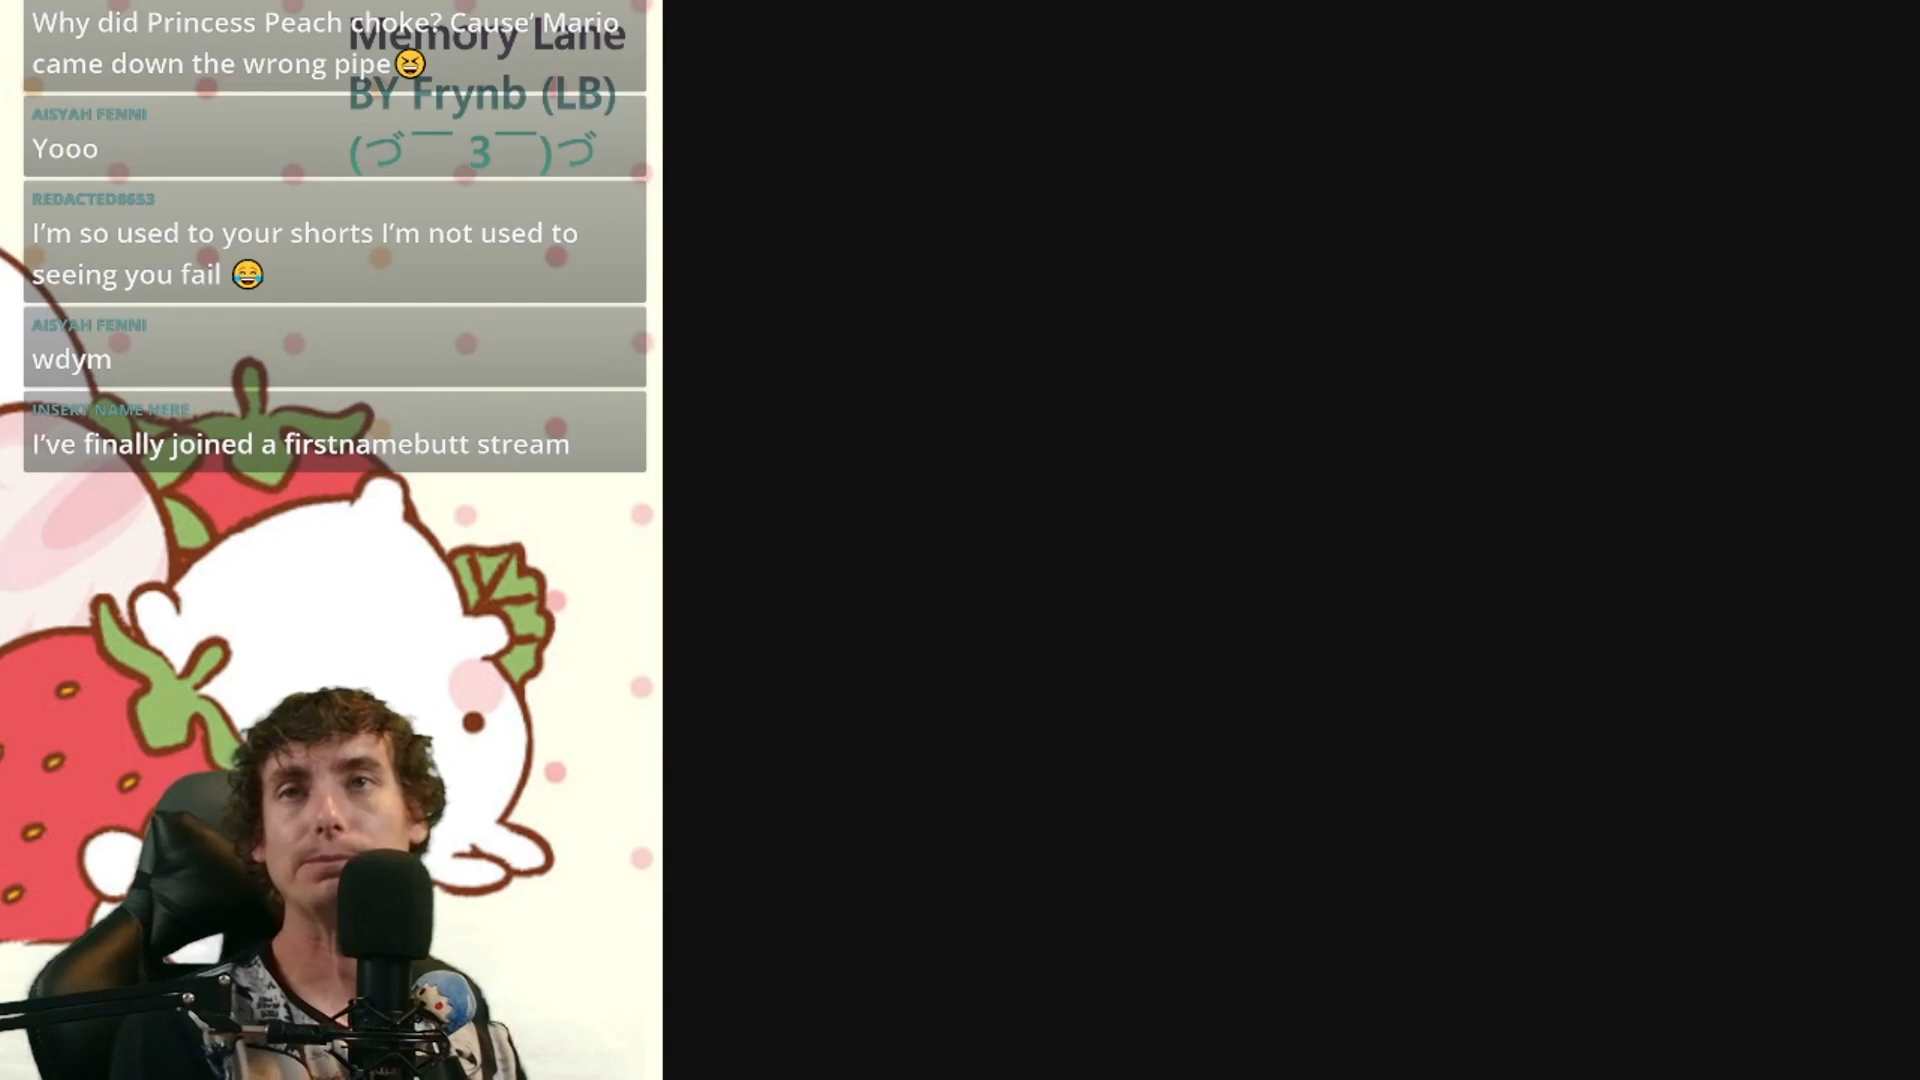 Why did Princess Peach choke? Cause’ Mario
came down the wrong pipe😆
Memory Lane
BY Frynb (LB)
(づ￣ 3￣)づ
AISYAH FENNI
Yooo
REDACTED8653
I’m so used to your shorts I’m not used to
seeing you fail 😂
AISYAH FENNI
wdym
INSERT NAME HERE
I’ve finally joined a firstnamebutt stream